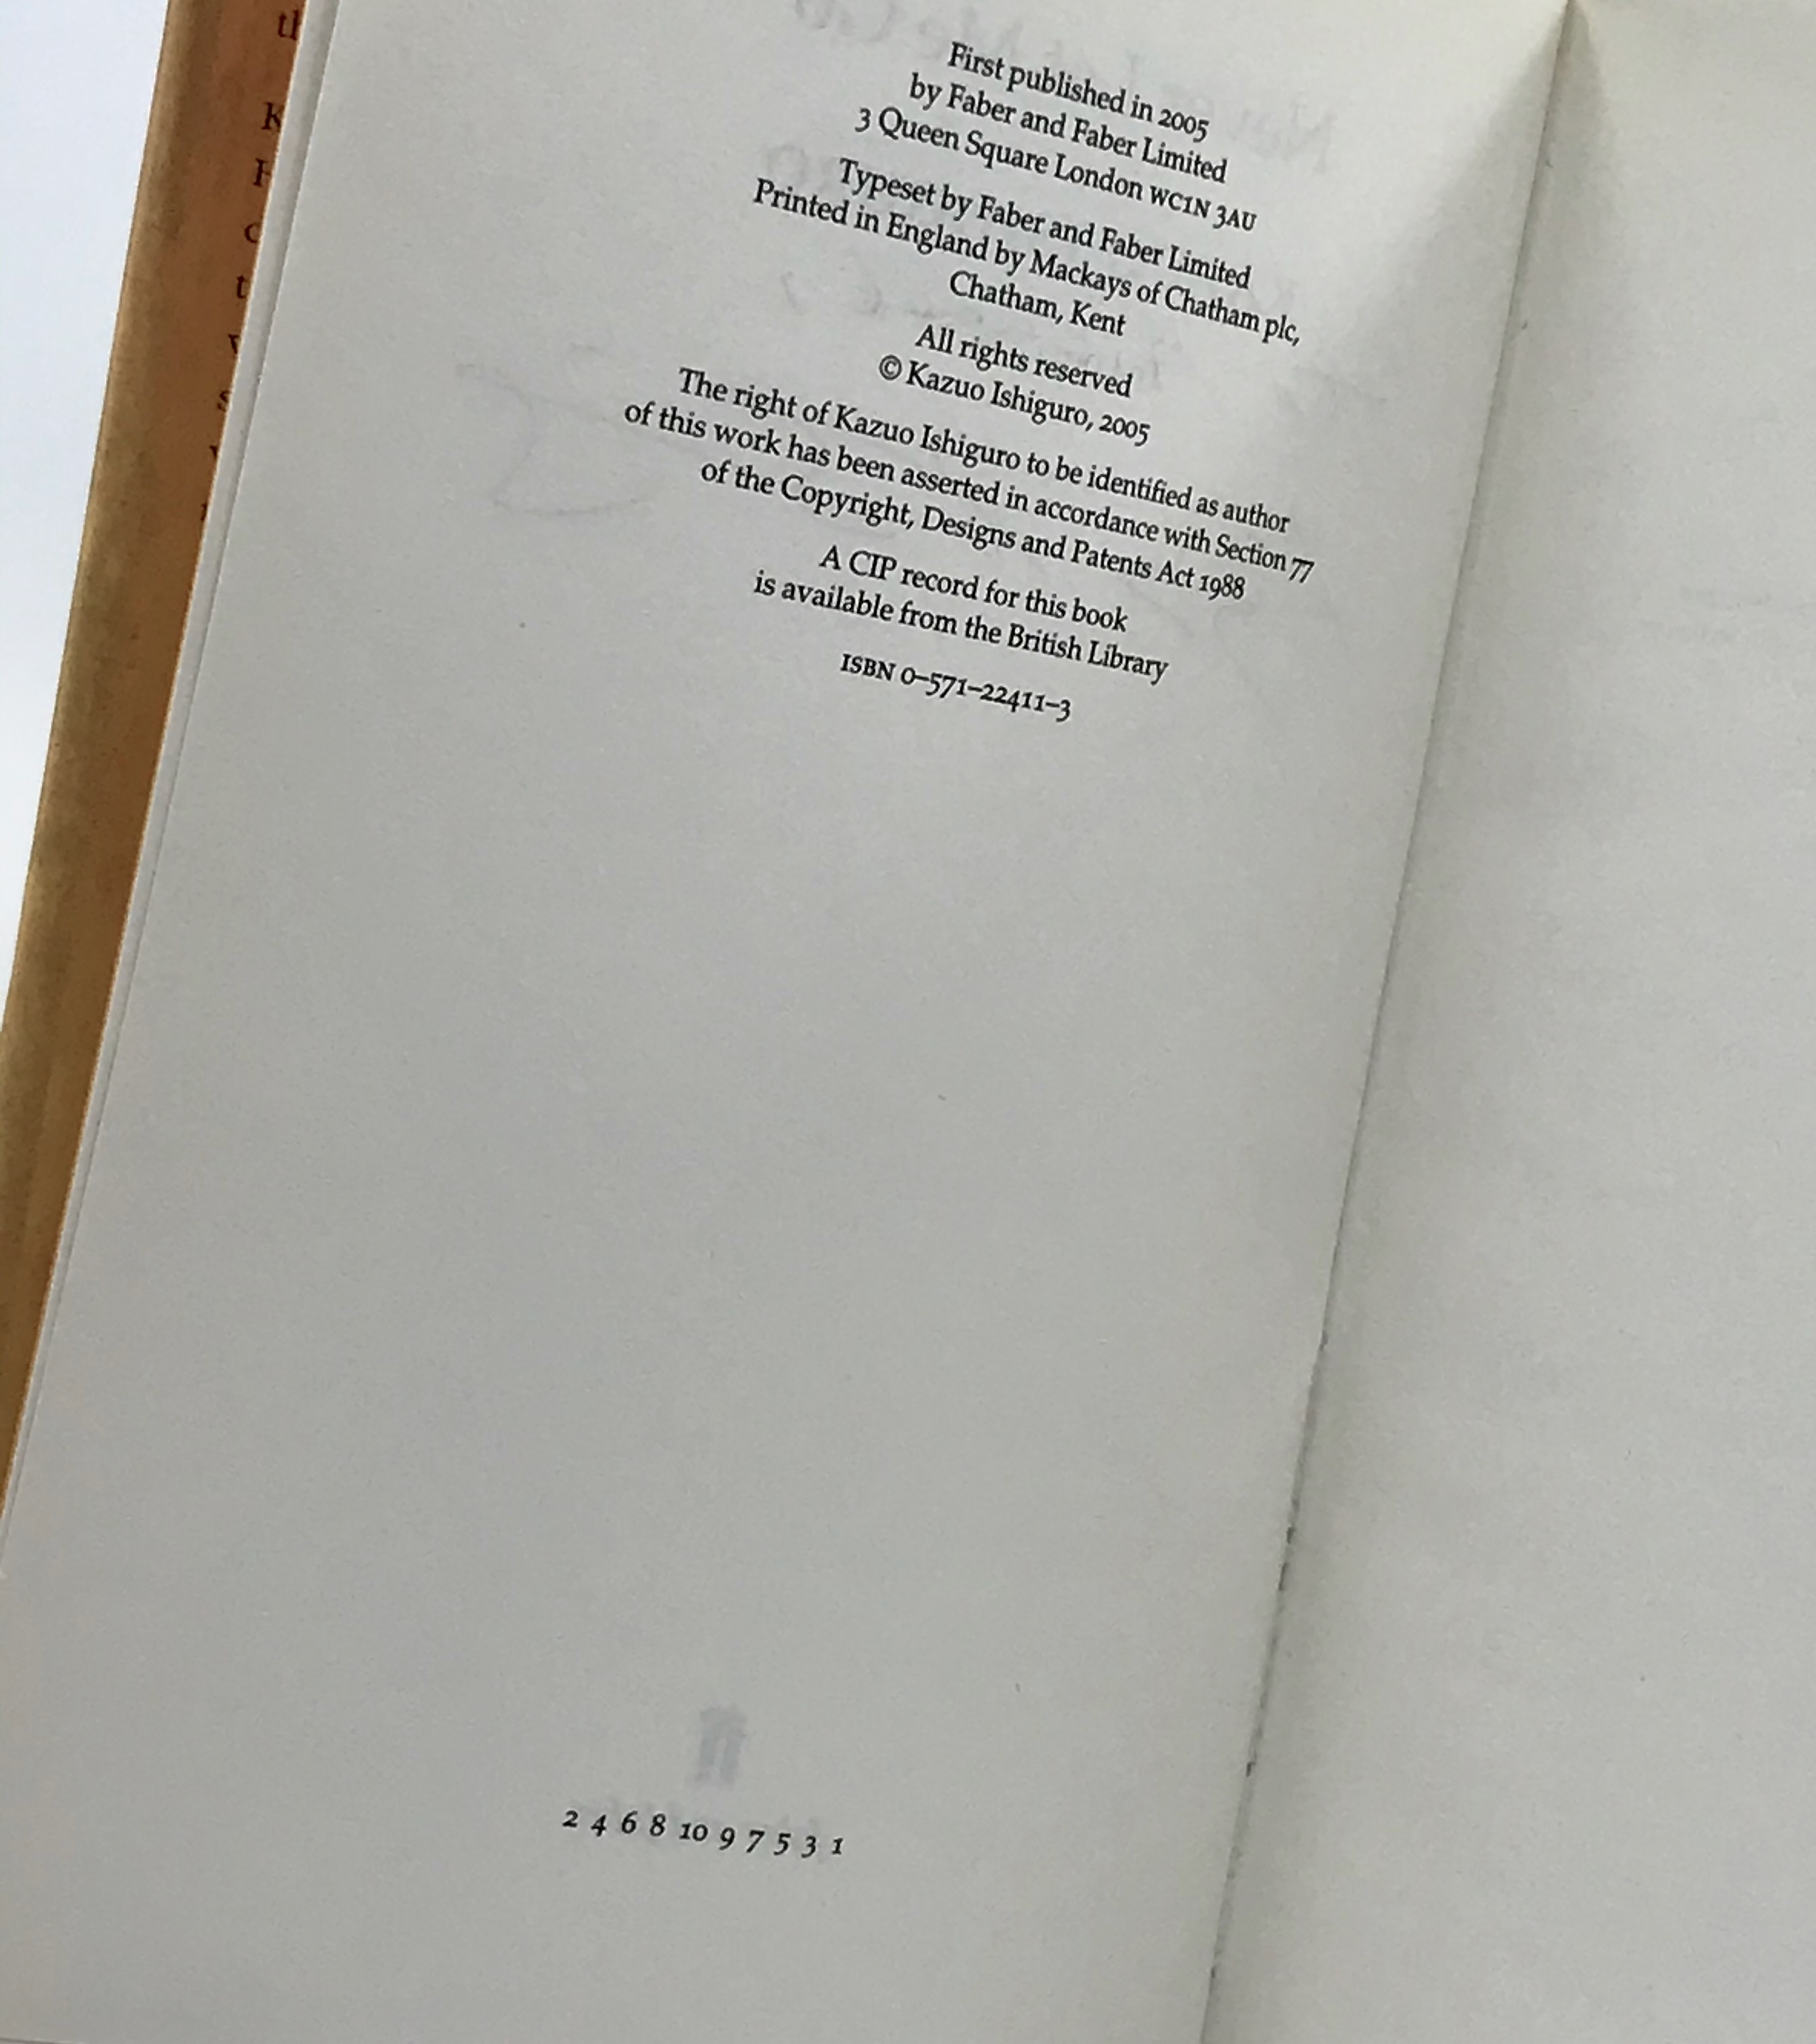 First published in 2005
by Faber and Faber Limited
3 Queen Square London WC1N 3AU
Typeset by Faber and Faber Limited
Printed in England by Mackays of Chatham plc,
Chatham, Kent
All rights reserved
© Kazuo Ishiguro, 2005
The right of Kazuo Ishiguro to be identified as author
of this work has been asserted in accordance with Section 77
of the Copyright, Designs and Patents Act 1988
A CIP record for this book
is available from the British Library
ISBN 0–571–22411–3
2 4 6 8 10 9 7 5 3 1